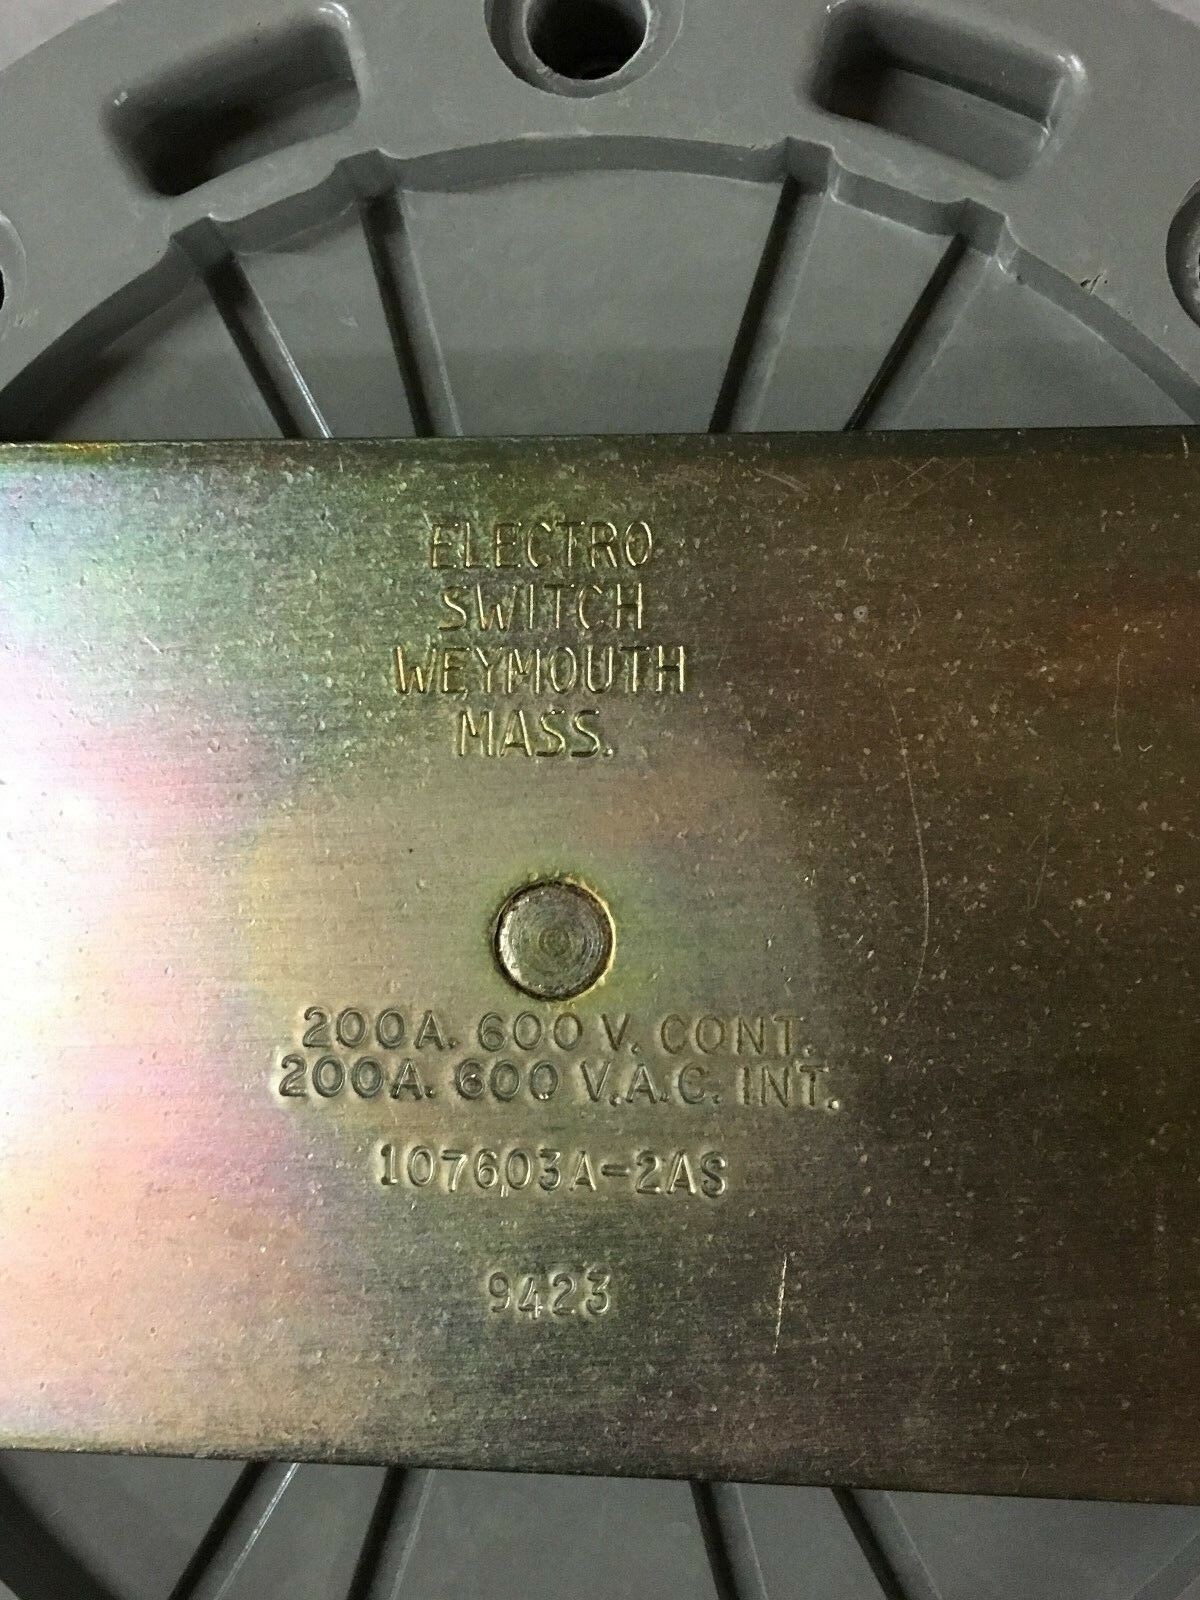 ELECTRO
SWITCH
WEYMOUTH
MASS.
200A. 600 V. CONT.
200A. 600 V.A.C. INT.
107603A-2AS
9423